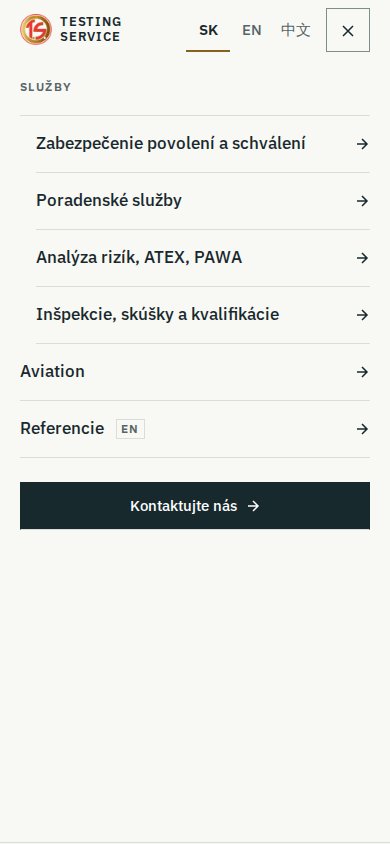 TESTING
SERVICE
SK EN 中文
SLUŽBY
Zabezpečenie povolení a schválení
Poradenské služby
Analýza rizík, ATEX, PAWA
Inšpekcie, skúšky a kvalifikácie
Aviation
Referencie EN
Kontaktujte nás